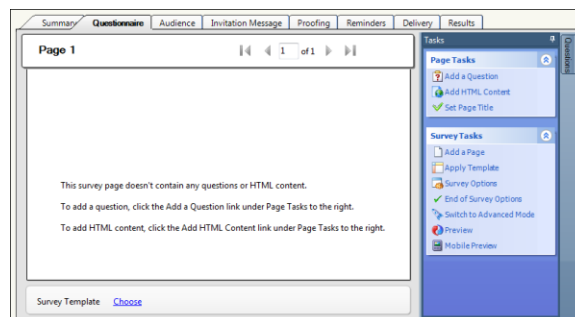 Summary Questionnaire Audience Invitation Message Proofing Reminders Delivery Results
Page 1
1 of 1
This survey page doesn't contain any questions or HTML content.
To add a question, click the Add a Question link under Page Tasks to the right.
To add HTML content, click the Add HTML Content link under Page Tasks to the right.
Survey Template Choose
Tasks
Page Tasks
Add a Question
Add HTML Content
Set Page Title
Survey Tasks
Add a Page
Apply Template
Survey Options
End of Survey Options
Switch to Advanced Mode
Preview
Mobile Preview
Questions